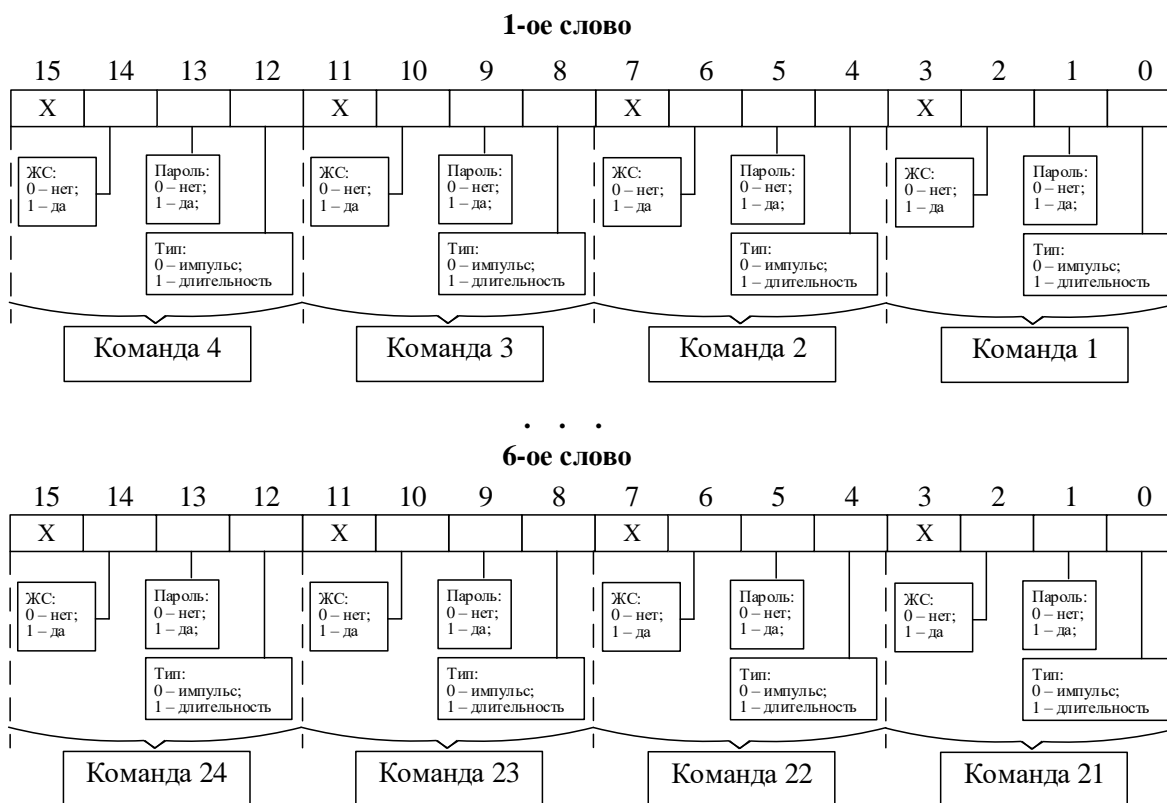 1-ое слово
15 14 13 12 11 10 9 8 7 6 5 4 3 2 1 0
X X X X
ЖС:
0 – нет;
1 – да
Пароль:
0 – нет;
1 – да;
Тип:
0 – импульс;
1 – длительность
ЖС:
0 – нет;
1 – да
Пароль:
0 – нет;
1 – да;
Тип:
0 – импульс;
1 – длительность
ЖС:
0 – нет;
1 – да
Пароль:
0 – нет;
1 – да;
Тип:
0 – импульс;
1 – длительность
ЖС:
0 – нет;
1 – да
Пароль:
0 – нет;
1 – да;
Тип:
0 – импульс;
1 – длительность
Команда 4 Команда 3 Команда 2 Команда 1
. . .
6-ое слово
15 14 13 12 11 10 9 8 7 6 5 4 3 2 1 0
X X X X
ЖС:
0 – нет;
1 – да
Пароль:
0 – нет;
1 – да;
Тип:
0 – импульс;
1 – длительность
ЖС:
0 – нет;
1 – да
Пароль:
0 – нет;
1 – да;
Тип:
0 – импульс;
1 – длительность
ЖС:
0 – нет;
1 – да
Пароль:
0 – нет;
1 – да;
Тип:
0 – импульс;
1 – длительность
ЖС:
0 – нет;
1 – да
Пароль:
0 – нет;
1 – да;
Тип:
0 – импульс;
1 – длительность
Команда 24 Команда 23 Команда 22 Команда 21